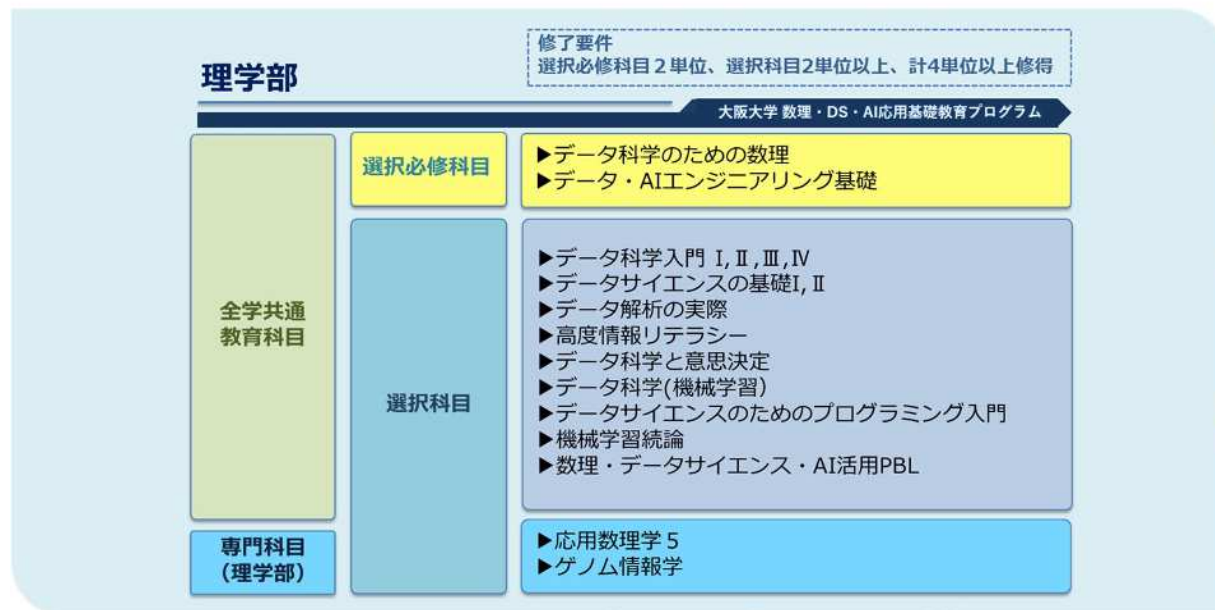 理学部
修了要件
選択必修科目２単位、選択科目2単位以上、計4単位以上修得
大阪大学 数理・DS・AI応用基礎教育プログラム
全学共通
教育科目
選択必修科目
▶データ科学のための数理
▶データ・AIエンジニアリング基礎
選択科目
▶データ科学入門 Ⅰ,Ⅱ,Ⅲ,Ⅳ
▶データサイエンスの基礎Ⅰ,Ⅱ
▶データ解析の実際
▶高度情報リテラシー
▶データ科学と意思決定
▶データ科学(機械学習）
▶データサイエンスのためのプログラミング入門
▶機械学習続論
▶数理・データサイエンス・AI活用PBL
専門科目
(理学部)
▶応用数理学５
▶ゲノム情報学